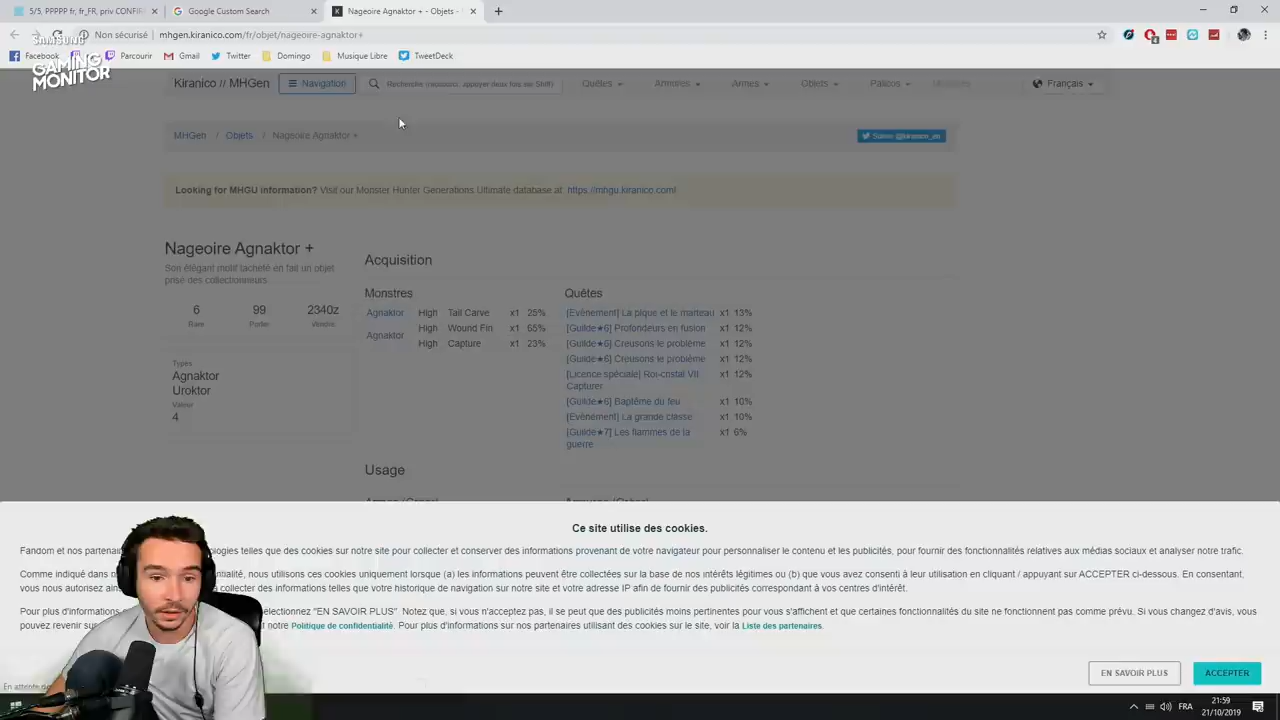 5/5, PPPPP fr, fr_FR, priv CONFIR
Google Custom Search
Nageoire Agnaktor + - Objets -
Non sécurisé
mhgen.kiranico.com/fr/objet/nageoire-agnaktor+
SAMSUNG
GAMING
MONITOR
Facebook
Parcourir
Gmail
Twitter
Domingo
Musique Libre
TweetDeck
Kiranico // MHGen
Navigation
Quêtes
Armures
Armes
Objets
Palicos
Français
MHGen / Objets / Nageoire Agnaktor +
Suivre @kiranico_en
Looking for MHGU information? Visit our Monster Hunter Generations Ultimate database at https://mhgu.kiranico.com!
Nageoire Agnaktor +
Son élégant motif tacheté en fait un objet
prisé des collectionneurs
6 99 2340z
Rare Porter Vendre
Types
Agnaktor
Uroktor
Valeur
4
Acquisition
Monstres
Agnaktor High Tail Carve x1 25%
Agnaktor High Wound Fin x1 65%
High Capture x1 23%
Quêtes
[Evènement] La pique et le marteau x1 13%
[Guilde★6] Profondeurs en fusion x1 12%
[Guilde★6] Creusons le problème x1 12%
[Guilde★6] Creusons le problème x1 12%
[Licence spéciale] Roi-cristal VII x1 12%
Capturer
[Guilde★6] Baptême du feu x1 10%
[Evènement] La grande classe x1 10%
[Guilde★7] Les flammes de la x1 6%
guerre
Usage
Ce site utilise des cookies.
Fandom et nos partenai
ologies telles que des cookies sur notre site pour collecter et conserver des informations provenant de votre navigateur pour personnaliser le contenu et les publicités, pour fournir des fonctionnalités relatives aux médias sociaux et analyser notre trafic.
Comme indiqué dans
entialité, nous utilisons ces cookies uniquement lorsque (a) les informations peuvent être collectées sur la base de nos intérêts légitimes ou (b) que vous avez consenti à leur utilisation en cliquant / appuyant sur ACCEPTER ci-dessous. En consentant,
vous nous autorisez ain
à collecter des informations telles que votre historique de navigation sur notre site et votre adresse IP afin de fournir des publicités correspondant à vos centres d'intérêt.
Pour plus d'informations
sélectionnez "EN SAVOIR PLUS". Notez que, si vous n'acceptez pas, il se peut que des publicités moins pertinentes pour vous s'affichent et que certaines fonctionnalités du site ne fonctionnent pas comme prévu. Si vous changez d'avis, vous
pouvez revenir su
notre Politique de confidentialité. Pour plus d'informations sur nos partenaires utilisant des cookies sur le site, voir la Liste des partenaires.
EN SAVOIR PLUS
ACCEPTER
FRA
21:59
21/10/2019